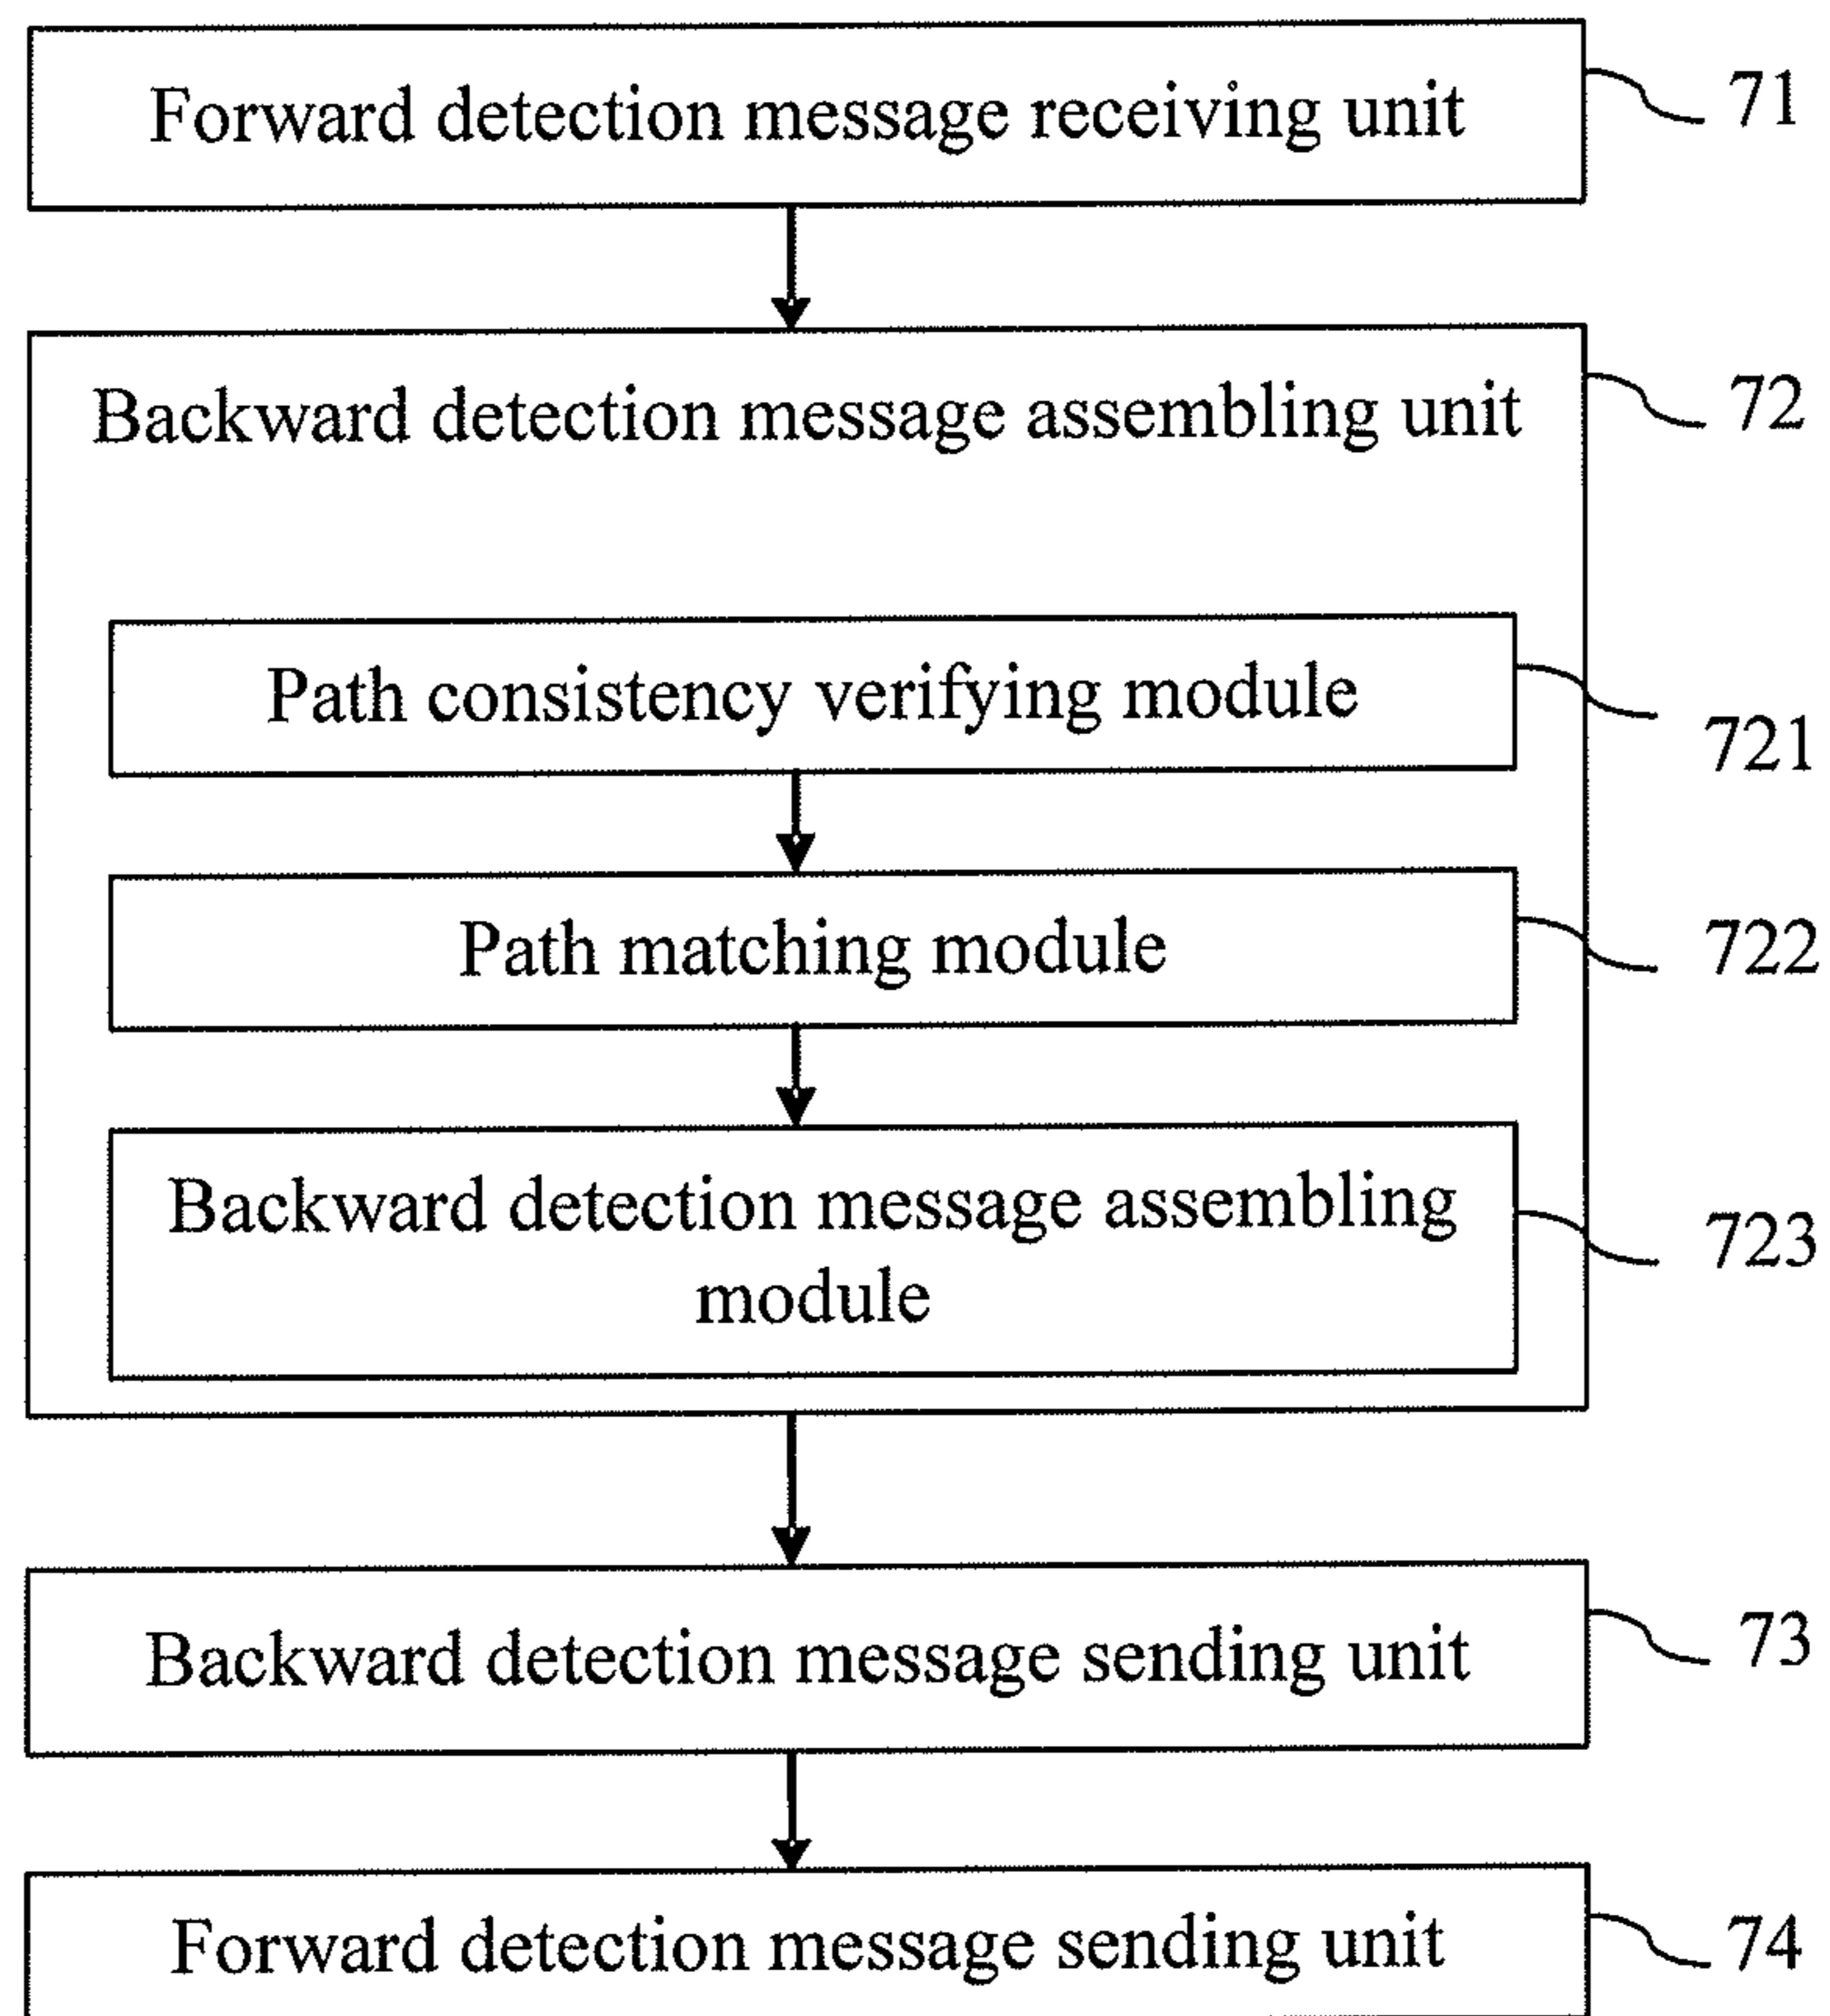 Forward detection message receiving unit
71
Backward detection message assembling unit
72
Path consistency verifying module
721
Path matching module
722
Backward detection message assembling
module
723
Backward detection message sending unit
73
Forward detection message sending unit
74